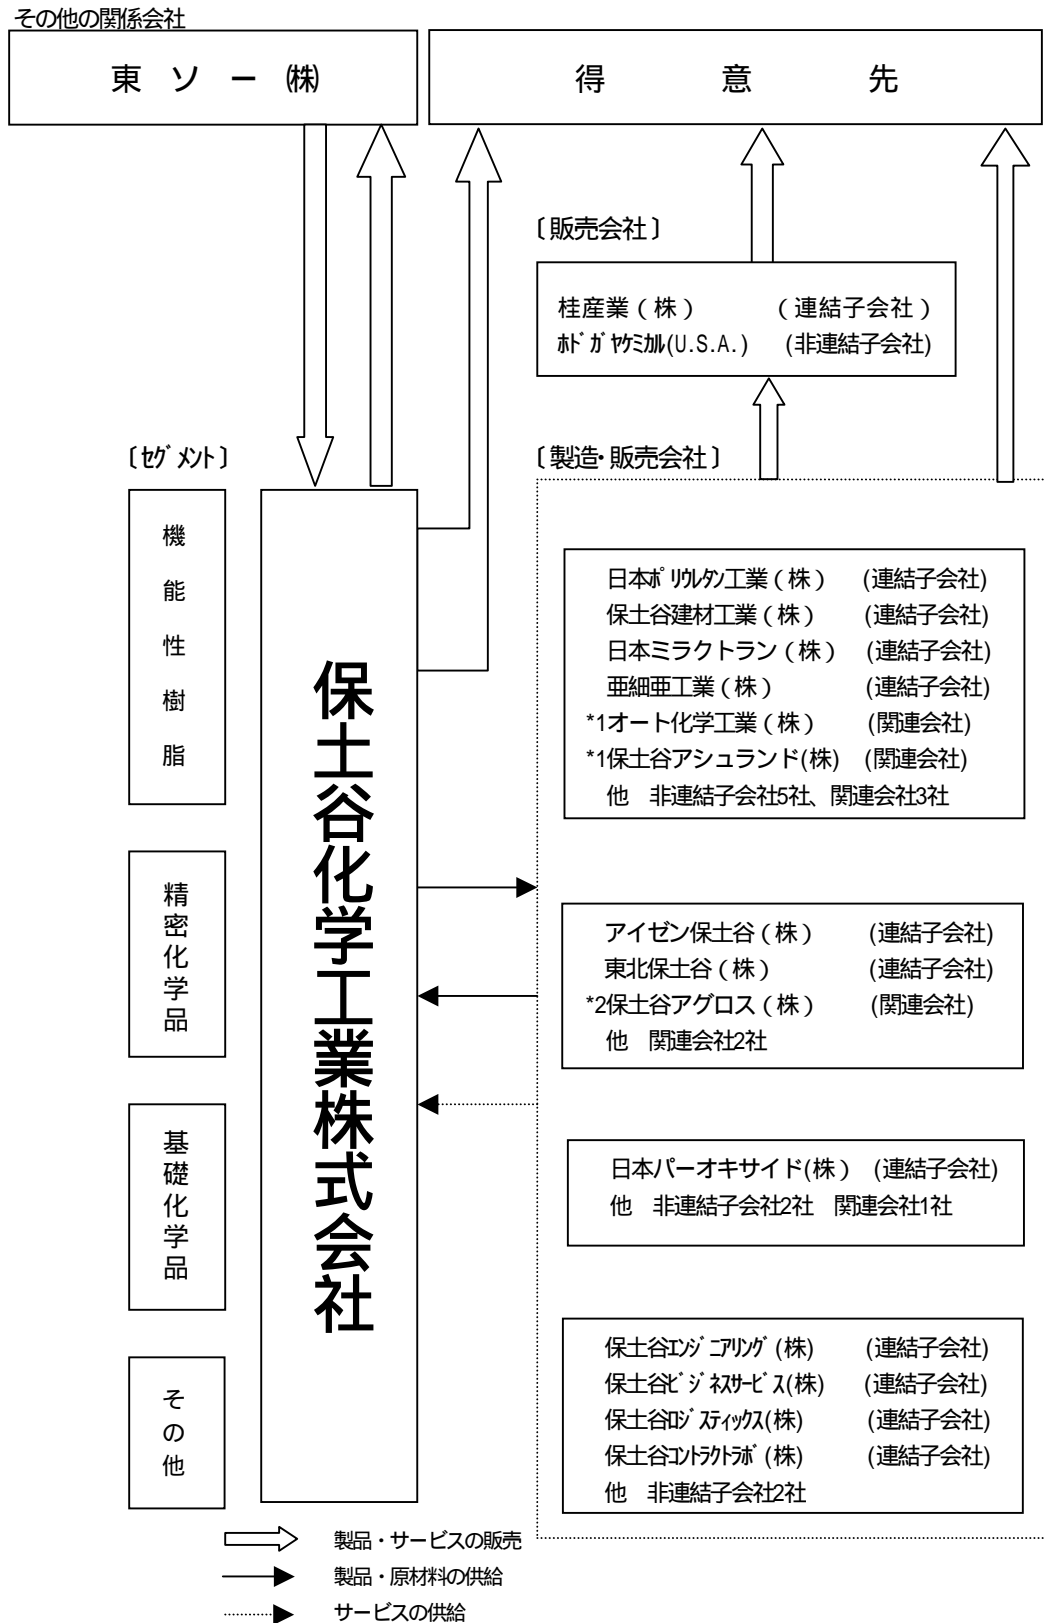 その他の関係会社
東ソー㈱
得意先
〔販売会社〕
桂産業（株） （連結子会社）
ﾎﾄﾞｶﾞﾔｹﾐｶﾙ(U.S.A.) (非連結子会社)
〔ｾｸﾞﾒﾝﾄ〕
〔製造・販売会社〕
機能性樹脂
保土谷化学工業株式会社
日本ﾎﾟﾘｳﾚﾀﾝ工業（株） (連結子会社)
保土谷建材工業（株） (連結子会社)
日本ミラクトラン（株） (連結子会社)
亜細亜工業（株） (連結子会社)
*1オート化学工業（株） (関連会社)
*1保土谷アシュランド(株) (関連会社)
他 非連結子会社5社、関連会社3社
精密化学品
アイゼン保土谷（株） (連結子会社)
東北保土谷（株） (連結子会社)
*2保土谷アグロス（株） (関連会社)
他 関連会社2社
基礎化学品
日本パーオキサイド(株） (連結子会社)
他 非連結子会社2社 関連会社1社
その他
保土谷ｴﾝｼﾞﾆｱﾘﾝｸﾞ(株) (連結子会社)
保土谷ﾋﾞｼﾞﾈｽｻｰﾋﾞｽ(株) (連結子会社)
保土谷ﾛｼﾞｽﾃｨｯｸｽ(株) (連結子会社)
保土谷ｺﾝﾄﾗｸﾄﾗﾎﾞ(株) (連結子会社)
他 非連結子会社2社
製品・サービスの販売
製品・原材料の供給
サービスの供給